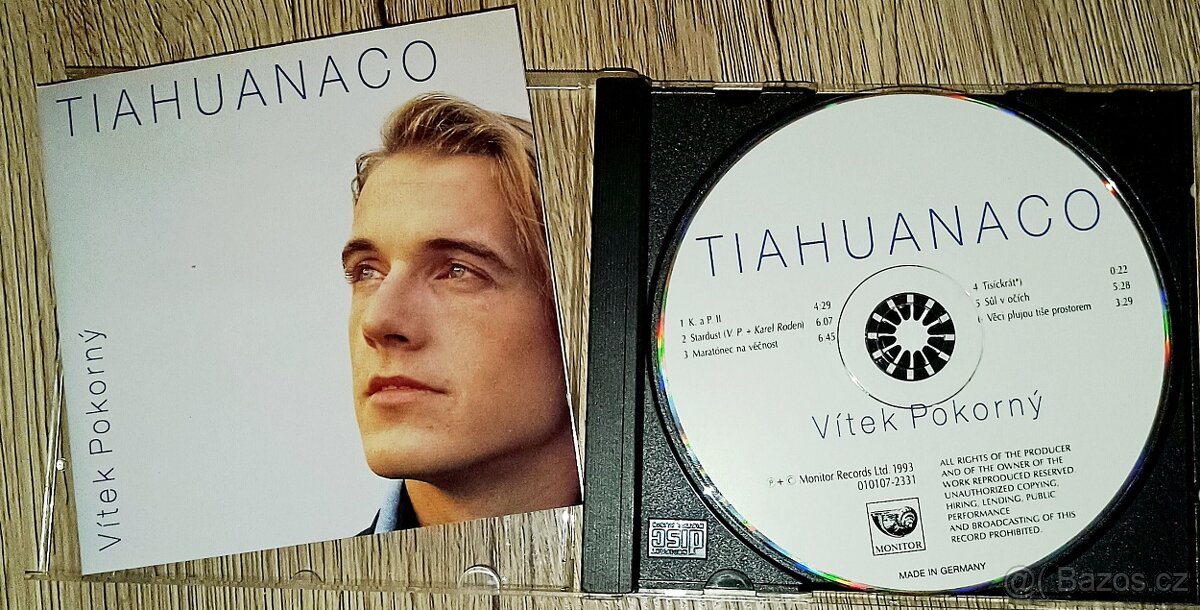 TIAHUANACO
Vítek Pokorný
TIAHUANACO
1 K. a P. II 4:29
2 Stardust (V. P + Karel Roden) 6.07
3 Maratónec na věčnost 6.45
4 Tisíckrát*) 0:22
5 Sůl v očích 5:28
Věci plujou tiše prostorem 3:29
Vítek Pokorný
℗ + © Monitor Records Ltd. 1993
010107-2331
MONITOR
ALL RIGHTS OF THE PRODUCER
AND OF THE OWNER OF THE
WORK REPRODUCED RESERVED
UNAUTHORIZED COPYING,
HIRING, LENDING, PUBLIC
PERFORMANCE
AND BROADCASTING OF THIS
RECORD PROHIBITED.
MADE IN GERMANY
disc
@( Bazos.cz